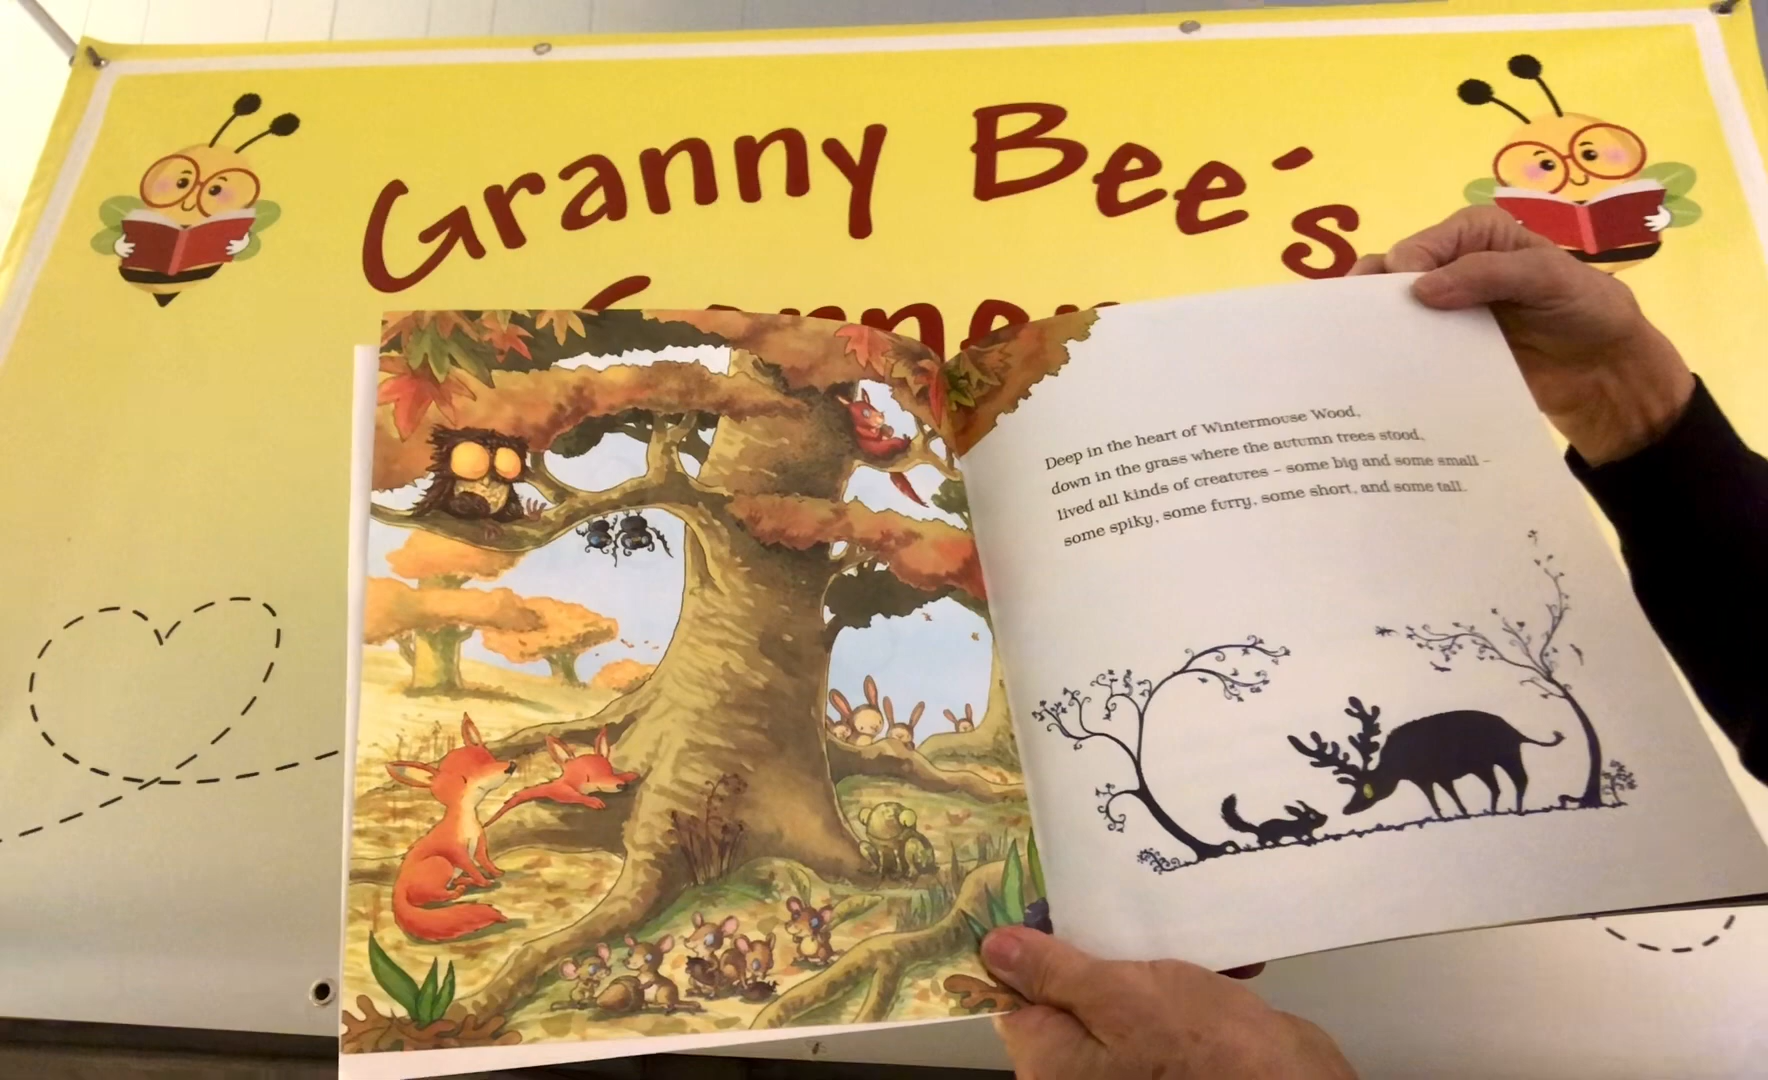 Granny Bee's
Corner
Deep in the heart of Wintermouse Wood,
down in the grass where the autumn trees stood,
lived all kinds of creatures – some big and some small –
some spiky, some furry, some short, and some tall.